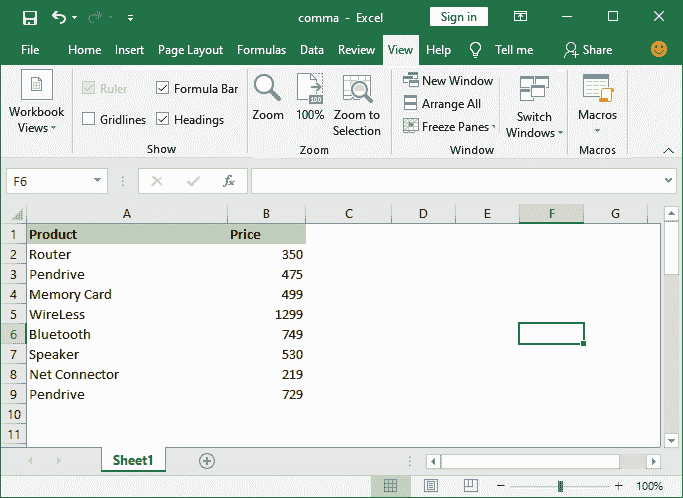 comma - Excel
Sign in
File Home Insert Page Layout Formulas Data Review View Help Tell me Share
Workbook Views
Ruler
Formula Bar
Gridlines
Headings
Show
Zoom
100
100%
Zoom to Selection
Zoom
New Window
Arrange All
Freeze Panes
Switch Windows
Window
Macros
Macros
F6
fx
A B C D E F G
1 Product Price
2 Router 350
3 Pendrive 475
4 Memory Card 499
5 WireLess 1299
6 Bluetooth 749
7 Speaker 530
8 Net Connector 219
9 Pendrive 729
10
11
Sheet1
100%